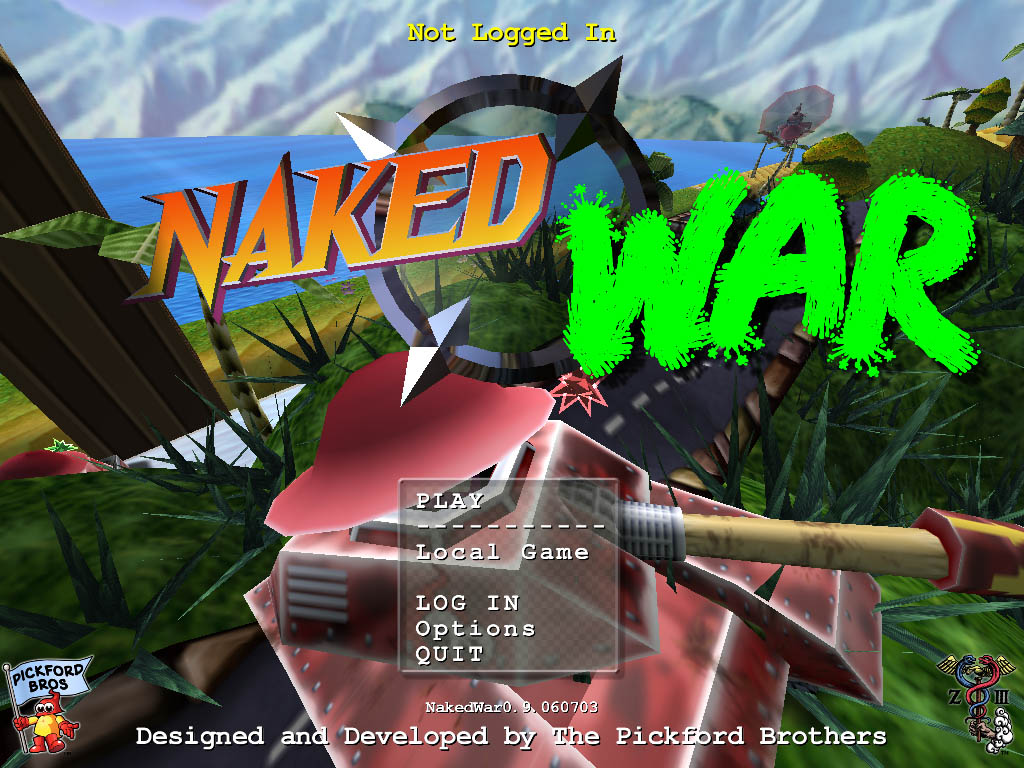 Not Logged In
NAKED
WAR
PLAY
-----------
Local Game
LOG IN
Options
QUIT
PICKFORD
BROS
Z III
NakedWar0.9.060703
Designed and Developed by The Pickford Brothers